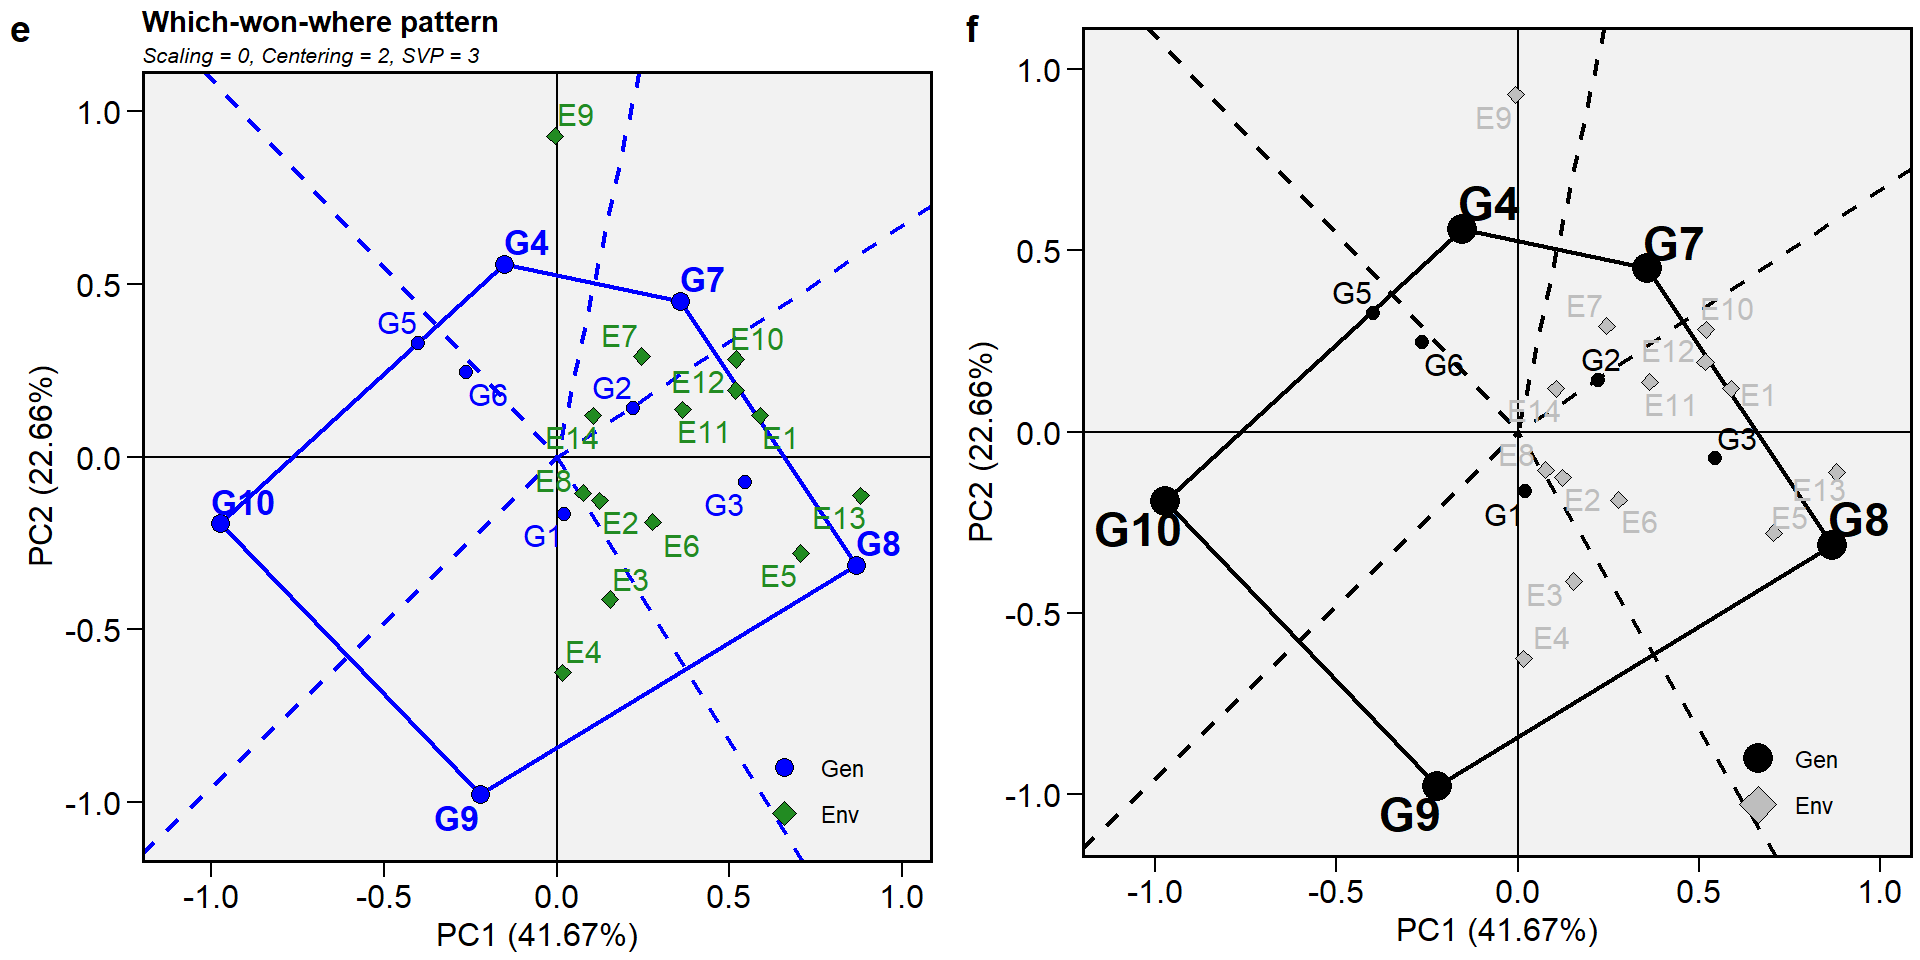 e
Which-won-where pattern
Scaling = 0, Centering = 2, SVP = 3
1.0
0.5
0.0
-0.5
-1.0
PC2 (22.66%)
E9
G4
G7
G5
E7
E10
G6
G2
E12
E14
E11
E1
E8
G10
G1
E2
G3
E13
E6
G8
E3
E5
E4
G9
Gen
Env
-1.0
-0.5
0.0
0.5
1.0
PC1 (41.67%)
f
1.0
0.5
0.0
-0.5
-1.0
PC2 (22.66%)
E9
G4
G7
G5
E7
E10
G6
G2
E12
E14
E11
E1
E8
G3
G10
G1
E2
E13
E6
E5
G8
E3
E4
G9
Gen
Env
-1.0
-0.5
0.0
0.5
1.0
PC1 (41.67%)